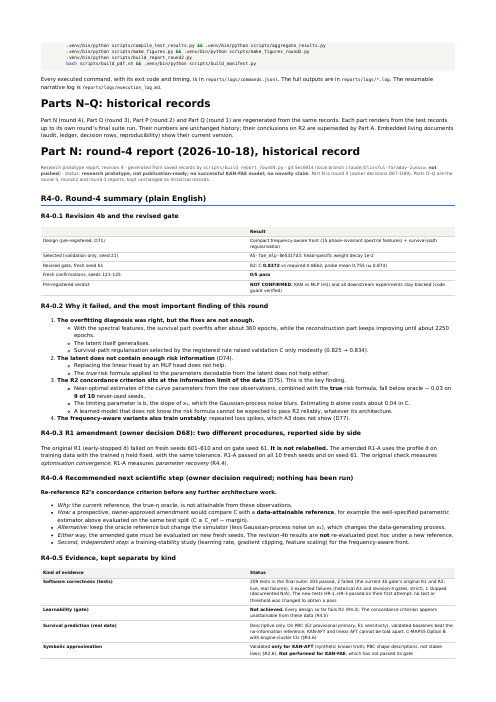 .venv/bin/python scripts/compile_test_results.py && .venv/bin/python scripts/aggregate_results.py
.venv/bin/python scripts/make_figures.py && .venv/bin/python scripts/make_figures_round2.py
.venv/bin/python scripts/build_report_round2.py
bash scripts/build_pdf.sh && .venv/bin/python scripts/build_manifest.py
Every executed command, with its exit code and timing, is in reports/logs/commands.jsonl. The full outputs are in reports/logs/*.log. The resumable
narrative log is reports/logs/execution_log.md.
Parts N–Q: historical records
Part N (round 4), Part O (round 3), Part P (round 2) and Part Q (round 1) are regenerated from the same records. Each part renders from the test records
up to its own round's final suite run. Their numbers are unchanged history; their conclusions on R2 are superseded by Part A. Embedded living documents
(audit, ledger, decision rows, reproducibility) show their current version.
Part N: round-4 report (2026-10-18), historical record
Research prototype report, revision 4 · generated from saved records by scripts/build_report_round4.py · git
(local branch
not
pushed) · status: research prototype, not publication-ready; no successful KAN-FAE model; no novelty claim. Part N is round 4 (owner decisions D67–D69). Parts O–Q are the
round-3, round-2 and round-1 reports, kept unchanged as historical records.
R4-0. Round-4 summary (plain English)
R4-0.1 Revision 4b and the revised gate
Result
Design (pre-registered, D71)
Compact frequency-aware front (15 phase-invariant spectral features) + survival-path
regularisation
Selected (validation only, seed 21)
head-specific weight decay 1e-2
Revised gate, fresh seed 61
R2: C 0.8372 vs required 0.8662; probe mean 0.755 (ω 0.874)
Fresh confirmations, seeds 121–125
0/5 pass
Pre-registered verdict
NOT CONFIRMED. KAN vs MLP (H1) and all downstream experiments stay blocked (code
guard verified)
R4-0.2 Why it failed, and the most important finding of this round
1. The overfitting diagnosis was right, but the fixes are not enough.
With the spectral features, the survival part overfits after about 360 epochs, while the reconstruction part keeps improving until about 2250
epochs.
The latent itself generalises.
Survival-path regularisation selected by the registered rule raised validation C only modestly (0.825 → 0.834).
2. The latent does not contain enough risk information (D74).
Replacing the linear head by an MLP head does not help.
The true risk formula applied to the parameters decodable from the latent does not help either.
3. The R2 concordance criterion sits at the information limit of the data (D75). This is the key finding.
Near-optimal estimates of the curve parameters from the raw observations, combined with the true risk formula, fall below oracle − 0.03 on
9 of 10 never-used seeds.
The limiting parameter is b, the slope of x₁, which the Gaussian-process noise blurs. Estimating b alone costs about 0.04 in C.
A learned model that does not know the risk formula cannot be expected to pass R2 reliably, whatever its architecture.
4. The frequency-aware variants also train unstably: repeated loss spikes, which A3 does not show (D77).
R4-0.3 R1 amendment (owner decision D68): two different procedures, reported side by side
The original R1 (early-stopped ϑ) failed on fresh seeds 601–610 and on gate seed 61. It is not relabelled. The amended R1-A uses the profile ϑ on
training data with the trained η held fixed, with the same tolerance. R1-A passed on all 10 fresh seeds and on gate seed 61. The original check measures
optimisation convergence; R1-A measures parameter recovery (R4.4).
R4-0.4 Recommended next scientific step (owner decision required; nothing has been run)
Re-reference R2's concordance criterion before any further architecture work.
Why: the current reference, the true-η oracle, is not attainable from these observations.
How: a prospective, owner-approved amendment would compare C with a data-attainable reference, for example the well-specified parametric
estimator above evaluated on the same test split (C ≥ C_ref − margin).
Alternative: keep the oracle reference but change the simulator (less Gaussian-process noise on x₁), which changes the data-generating process.
Either way, the amended gate must be evaluated on new fresh seeds. The revision-4b results are not re-evaluated post hoc under a new reference.
Second, independent step: a training-stability study (learning rate, gradient clipping, feature scaling) for the frequency-aware front.
R4-0.5 Evidence, kept separate by kind
Kind of evidence
Status
Software correctness (tests)
209 tests in the final suite: 203 passed, 2 failed (the current 4b gate's original R1 and R2:
live, real failures), 3 expected failures (historical A3 and revision-4 gates, strict), 1 skipped
(documented N/A). The new tests HR-1..HR-3 passed on their first attempt; no test or
threshold was changed to obtain a pass
Learnability (gate)
Not achieved. Every design so far fails R2 (R4.3). The concordance criterion appears
unattainable from these data (R4.5)
Survival prediction (real data)
Descriptive only. On PBC (E2 provisional primary, E1 sensitivity), validated baselines beat the
no-information reference; KAN-AFT and linear AFT cannot be told apart. C-MAPSS Option B
with engine-cluster CIs (§R3.6)
Symbolic approximation
Validated only for KAN-AFT (synthetic known truth, PBC shape descriptions, not stable
laws, §R2.6). Not performed for KAN-FAE, which has not passed its gate